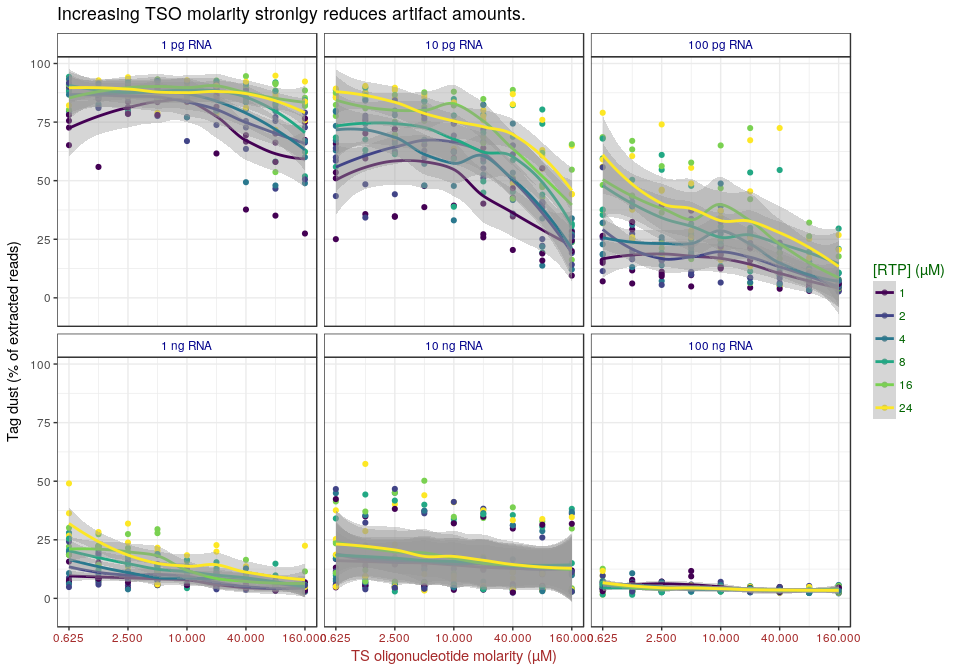 Increasing TSO molarity stronlgy reduces artifact amounts.
1 pg RNA 10 pg RNA 100 pg RNA
100
75
50
25
0
1 ng RNA 10 ng RNA 100 ng RNA
100
75
50
25
0
0.625 2.500 10.000 40.000 160.000 0.625 2.500 10.000 40.000 160.000 0.625 2.500 10.000 40.000 160.000
TS oligonucleotide molarity (µM)
Tag dust (% of extracted reads)
[RTP] (µM)
1
2
4
8
16
24